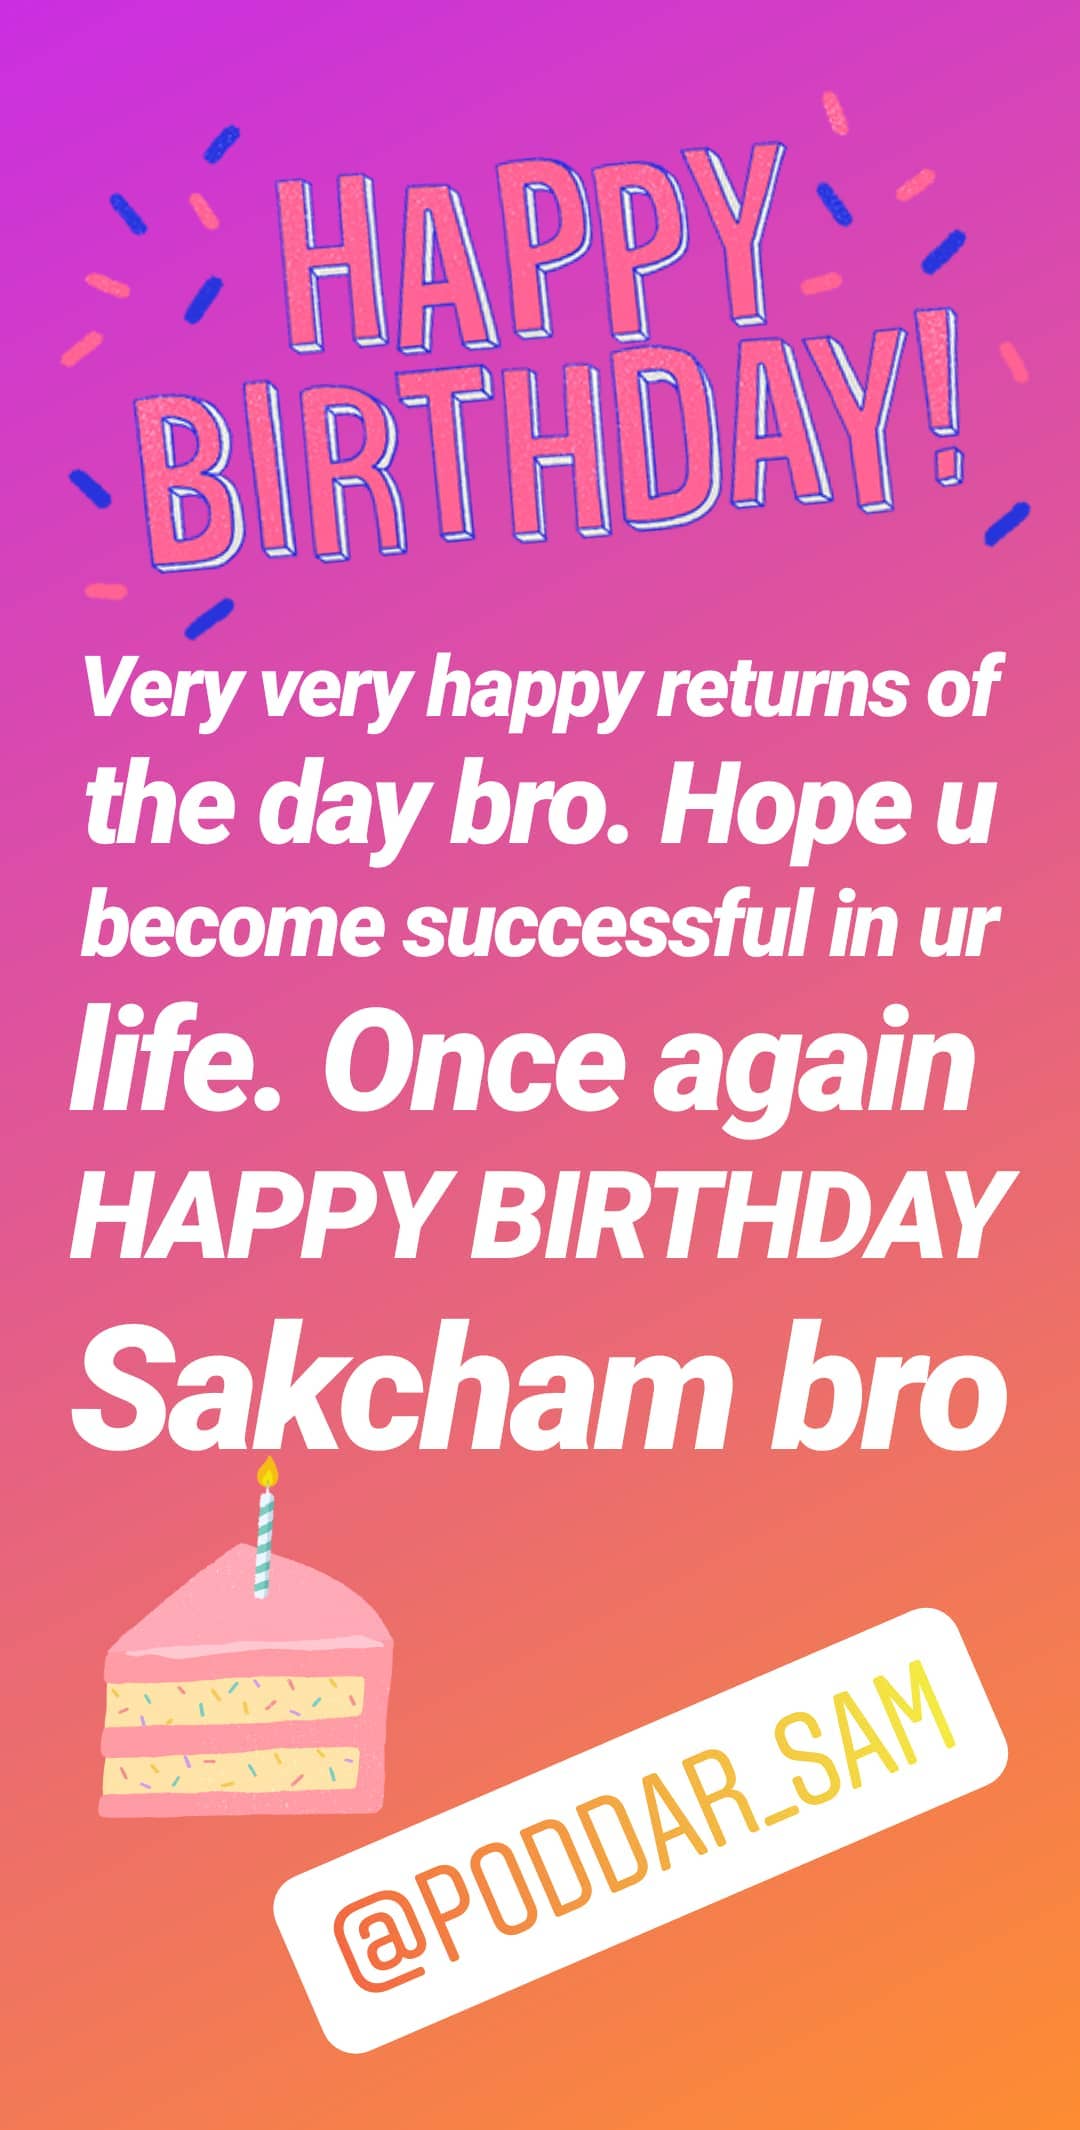 HAPPY
BIRTHDAY!
Very very happy returns of
the day bro. Hope u
become successful in ur
life. Once again
HAPPY BIRTHDAY
Sakcham bro
@PODDAR_SAM